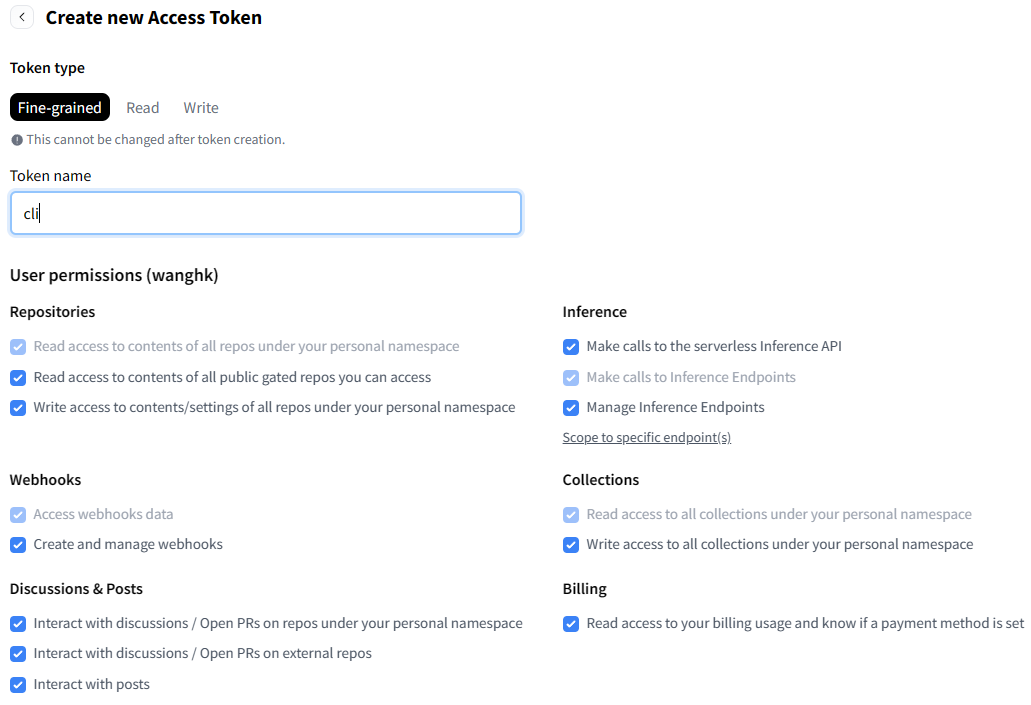 Create new Access Token
Token type
Fine-grained Read Write
This cannot be changed after token creation.
Token name
cli
User permissions (wanghk)
Repositories
Read access to contents of all repos under your personal namespace
Read access to contents of all public gated repos you can access
Write access to contents/settings of all repos under your personal namespace
Inference
Make calls to the serverless Inference API
Make calls to Inference Endpoints
Manage Inference Endpoints
Scope to specific endpoint(s)
Webhooks
Access webhooks data
Create and manage webhooks
Collections
Read access to all collections under your personal namespace
Write access to all collections under your personal namespace
Discussions & Posts
Interact with discussions / Open PRs on repos under your personal namespace
Interact with discussions / Open PRs on external repos
Interact with posts
Billing
Read access to your billing usage and know if a payment method is set